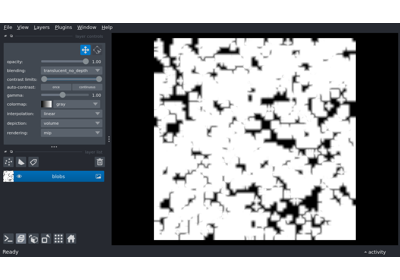 File View Layers Plugins Window Help
opacity: 1.00
blending: translucent_no_depth
contrast limits:
auto-contrast: once continuous
gamma: 1.00
colormap: gray
interpolation: linear
depiction: volume
rendering: mip
blobs
Ready activity